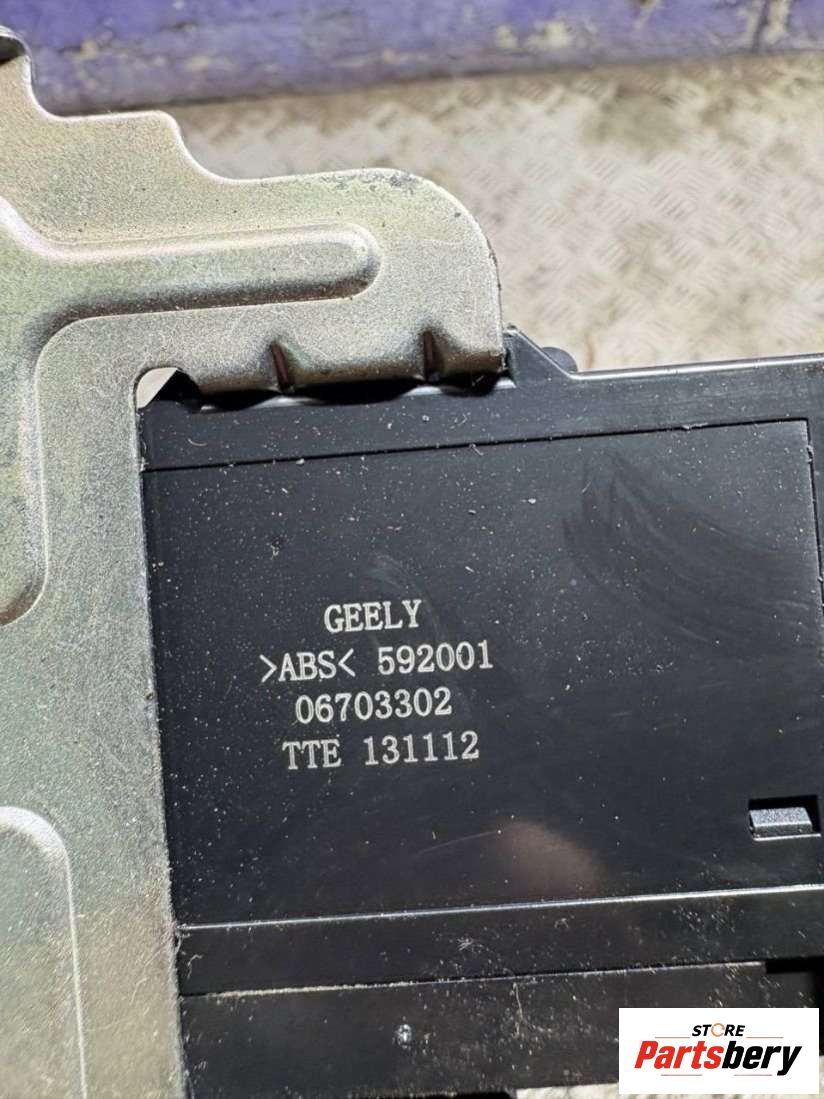 GEELY
>ABS< 592001
06703302
TTE 131112
STORE
Partsbery